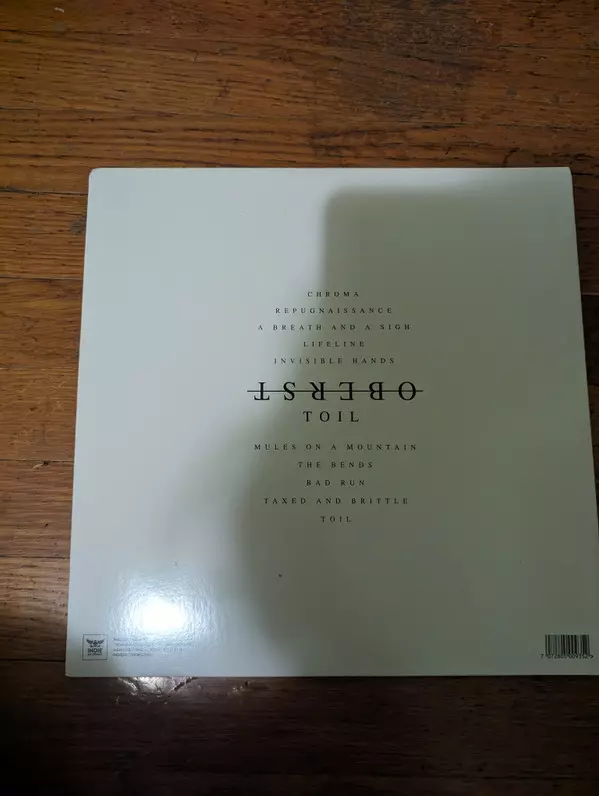 CHROMA
REPUGNAISSANCE
A BREATH AND A SIGH
LIFELINE
INVISIBLE HANDS
OBERST
TOIL
MULES ON A MOUNTAIN
THE BENDS
BAD RUN
TAXED AND BRITTLE
TOIL
INDIE